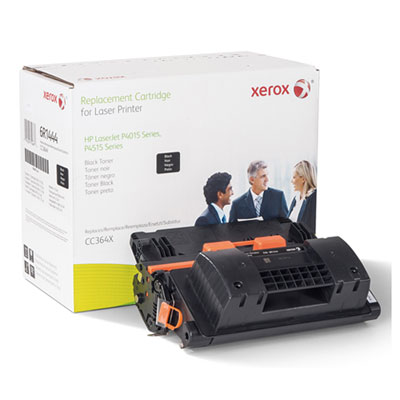 xerox
Replacement Cartridge
for Laser Printer
xerox
6R1444
HP LaserJet P4015 Series,
P4515 Series
Black Toner
Toner noir
Toner negro
Toner Black
Toner preto
Replaces/Remplace/Reemplaza/Ersetzt/Substitui
CC364X